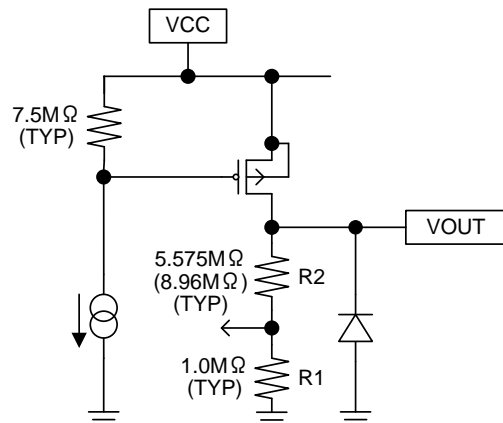 VCC
7.5MΩ
(TYP)
VOUT
5.575MΩ
(8.96MΩ)
(TYP)
R2
1.0MΩ
(TYP)
R1